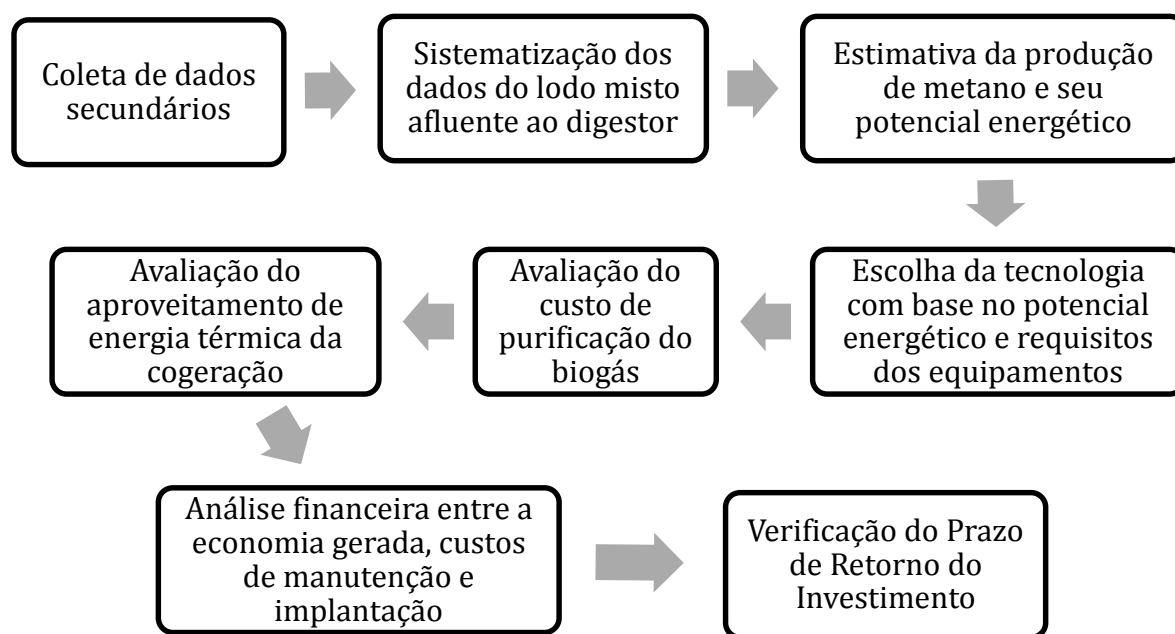 Coleta de dados
secundários
Sistematização dos
dados do lodo misto
afluente ao digestor
Estimativa da produção
de metano e seu
potencial energético
Escolha da tecnologia
com base no potencial
energético e requisitos
dos equipamentos
Avaliação do
custo de
purificação do
biogás
Avaliação do
aproveitamento de
energia térmica da
cogeração
Análise financeira entre a
economia gerada, custos
de manutenção e
implantação
Verificação do Prazo
de Retorno do
Investimento